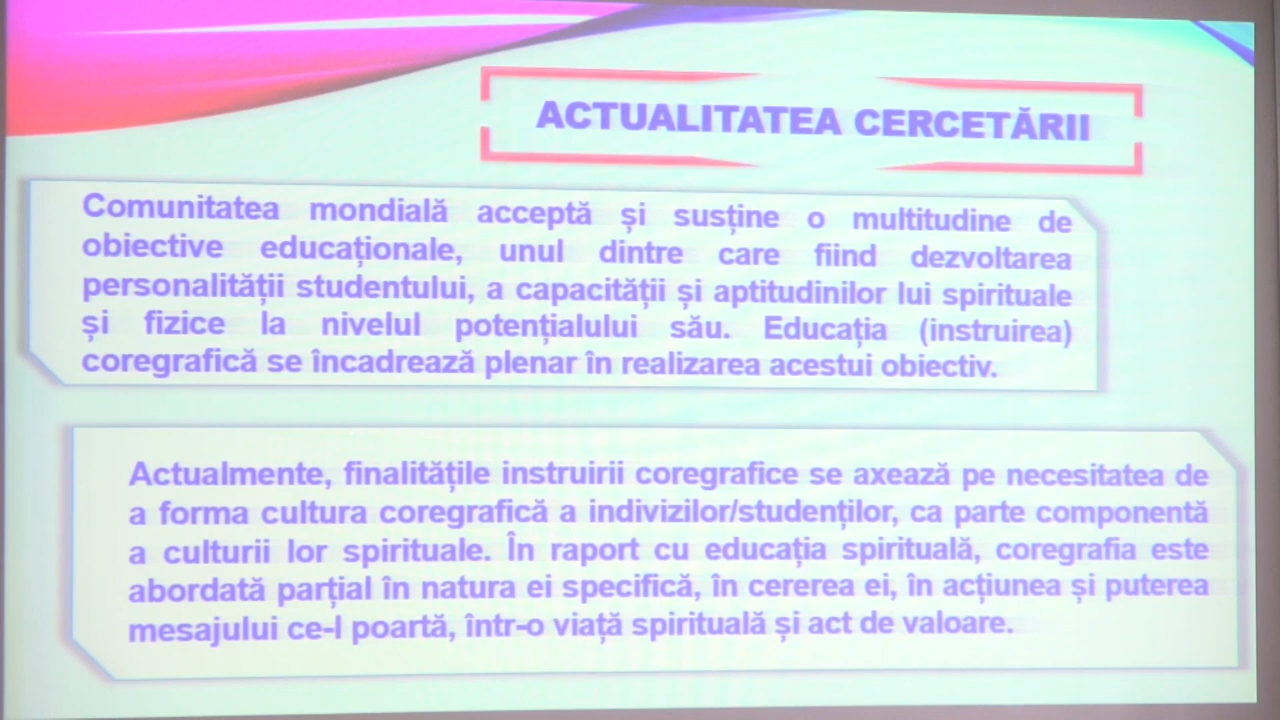 ACTUALITATEA CERCETĂRII
Comunitatea mondială acceptă și susține o multitudine de
obiective educaționale, unul dintre care fiind dezvoltarea
personalității studentului, a capacității și aptitudinilor lui spirituale
și fizice la nivelul potențialului său. Educația (instruirea)
coregrafică se încadrează plenar în realizarea acestui obiectiv.
Actualmente, finalitățile instruirii coregrafice se axează pe necesitatea de
a forma cultura coregrafică a indivizilor/studenților, ca parte componentă
a culturii lor spirituale. În raport cu educația spirituală, coregrafia este
abordată parțial în natura ei specifică, în cererea ei, în acțiunea și puterea
mesajului ce-l poartă, într-o viață spirituală și act de valoare.